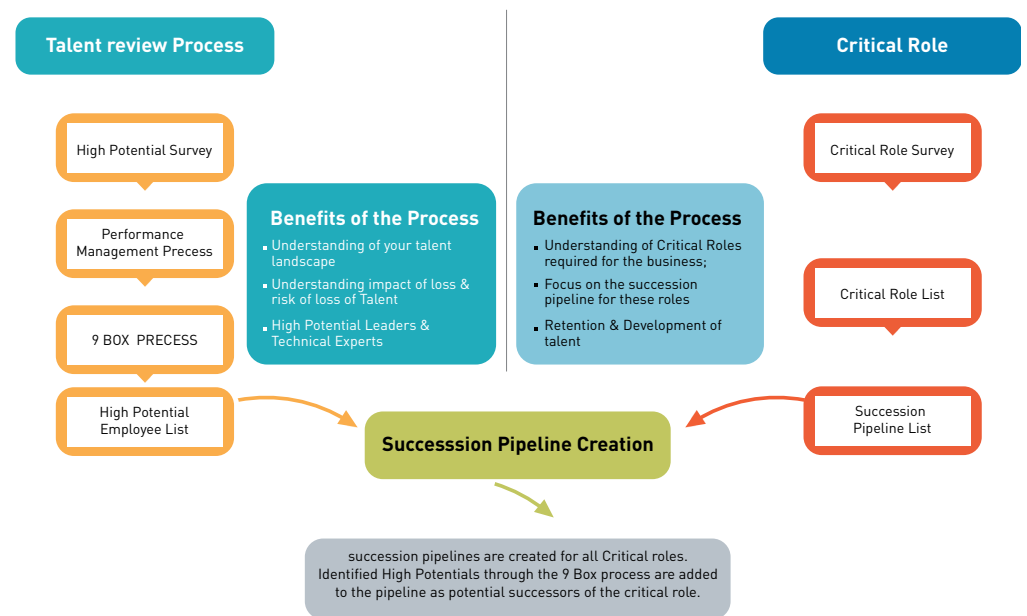 Talent review Process
High Potential Survey
Performance
Management Precess
9 BOX  PRECESS
High Potential
Employee List
Benefits of the Process
▪ Understanding of your talent
landscape
▪ Understanding impact of loss &
risk of loss of Talent
▪ High Potential Leaders &
Technical Experts
Critical Role
Benefits of the Process
▪ Understanding of Critical Roles
required for the business;
▪ Focus on the succession
pipeline for these roles
▪ Retention & Development of
talent
Critical Role Survey
Critical Role List
Succession
Pipeline List
Successsion Pipeline Creation
succession pipelines are created for all Critical roles.
Identified High Potentials through the 9 Box process are added
to the pipeline as potential successors of the critical role.